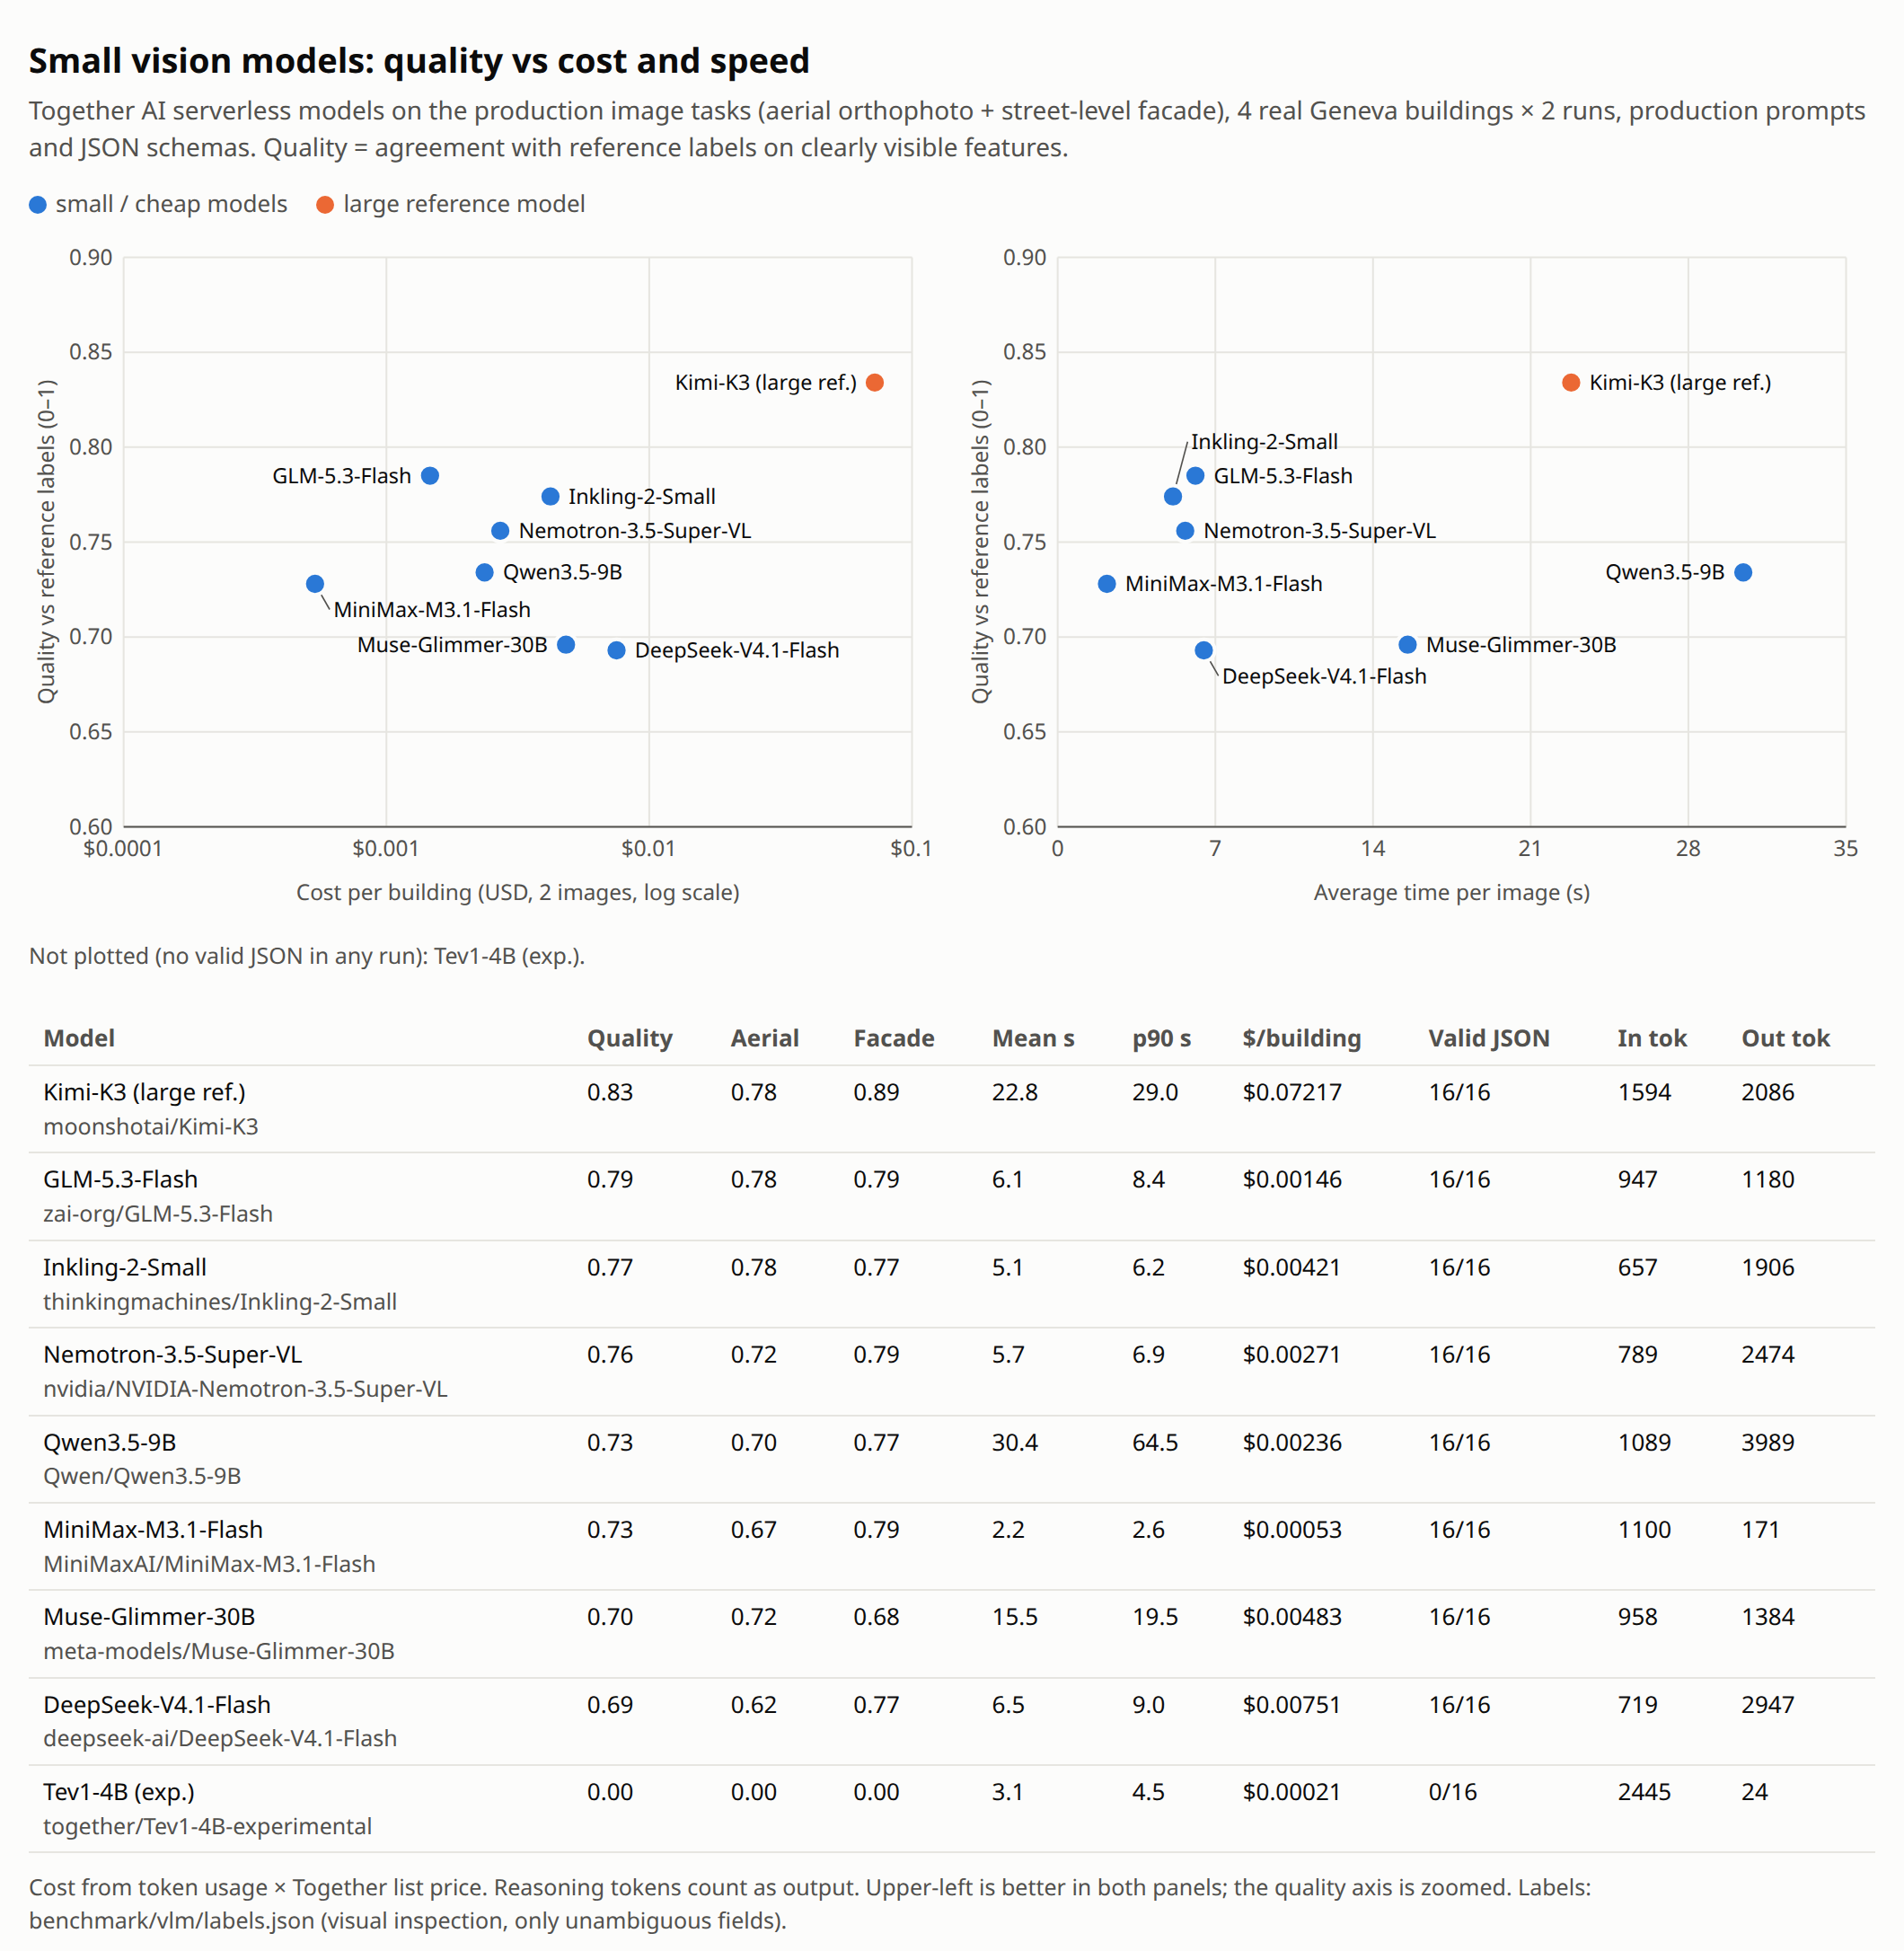 Small vision models: quality vs cost and speed
Together AI serverless models on the production image tasks (aerial orthophoto + street-level facade), 4 real Geneva buildings × 2 runs, production prompts
and JSON schemas. Quality = agreement with reference labels on clearly visible features.
small / cheap models large reference model
0.90
0.85
0.80
0.75
0.70
0.65
0.60
Quality vs reference labels (0–1)
Kimi-K3 (large ref.)
GLM-5.3-Flash
Inkling-2-Small
Nemotron-3.5-Super-VL
Qwen3.5-9B
MiniMax-M3.1-Flash
Muse-Glimmer-30B
DeepSeek-V4.1-Flash
$0.0001 $0.001 $0.01 $0.1
Cost per building (USD, 2 images, log scale)
0.90
0.85
0.80
0.75
0.70
0.65
0.60
Quality vs reference labels (0–1)
Kimi-K3 (large ref.)
Inkling-2-Small
GLM-5.3-Flash
Nemotron-3.5-Super-VL
Qwen3.5-9B
MiniMax-M3.1-Flash
Muse-Glimmer-30B
DeepSeek-V4.1-Flash
0 7 14 21 28 35
Average time per image (s)
Not plotted (no valid JSON in any run): Tev1-4B (exp.).
Model Quality Aerial Facade Mean s p90 s $/building Valid JSON In tok Out tok
Kimi-K3 (large ref.) 0.83 0.78 0.89 22.8 29.0 $0.07217 16/16 1594 2086
moonshotai/Kimi-K3
GLM-5.3-Flash 0.79 0.78 0.79 6.1 8.4 $0.00146 16/16 947 1180
zai-org/GLM-5.3-Flash
Inkling-2-Small 0.77 0.78 0.77 5.1 6.2 $0.00421 16/16 657 1906
thinkingmachines/Inkling-2-Small
Nemotron-3.5-Super-VL 0.76 0.72 0.79 5.7 6.9 $0.00271 16/16 789 2474
nvidia/NVIDIA-Nemotron-3.5-Super-VL
Qwen3.5-9B 0.73 0.70 0.77 30.4 64.5 $0.00236 16/16 1089 3989
Qwen/Qwen3.5-9B
MiniMax-M3.1-Flash 0.73 0.67 0.79 2.2 2.6 $0.00053 16/16 1100 171
MiniMaxAI/MiniMax-M3.1-Flash
Muse-Glimmer-30B 0.70 0.72 0.68 15.5 19.5 $0.00483 16/16 958 1384
meta-models/Muse-Glimmer-30B
DeepSeek-V4.1-Flash 0.69 0.62 0.77 6.5 9.0 $0.00751 16/16 719 2947
deepseek-ai/DeepSeek-V4.1-Flash
Tev1-4B (exp.) 0.00 0.00 0.00 3.1 4.5 $0.00021 0/16 2445 24
together/Tev1-4B-experimental
Cost from token usage × Together list price. Reasoning tokens count as output. Upper-left is better in both panels; the quality axis is zoomed. Labels:
benchmark/vlm/labels.json (visual inspection, only unambiguous fields).